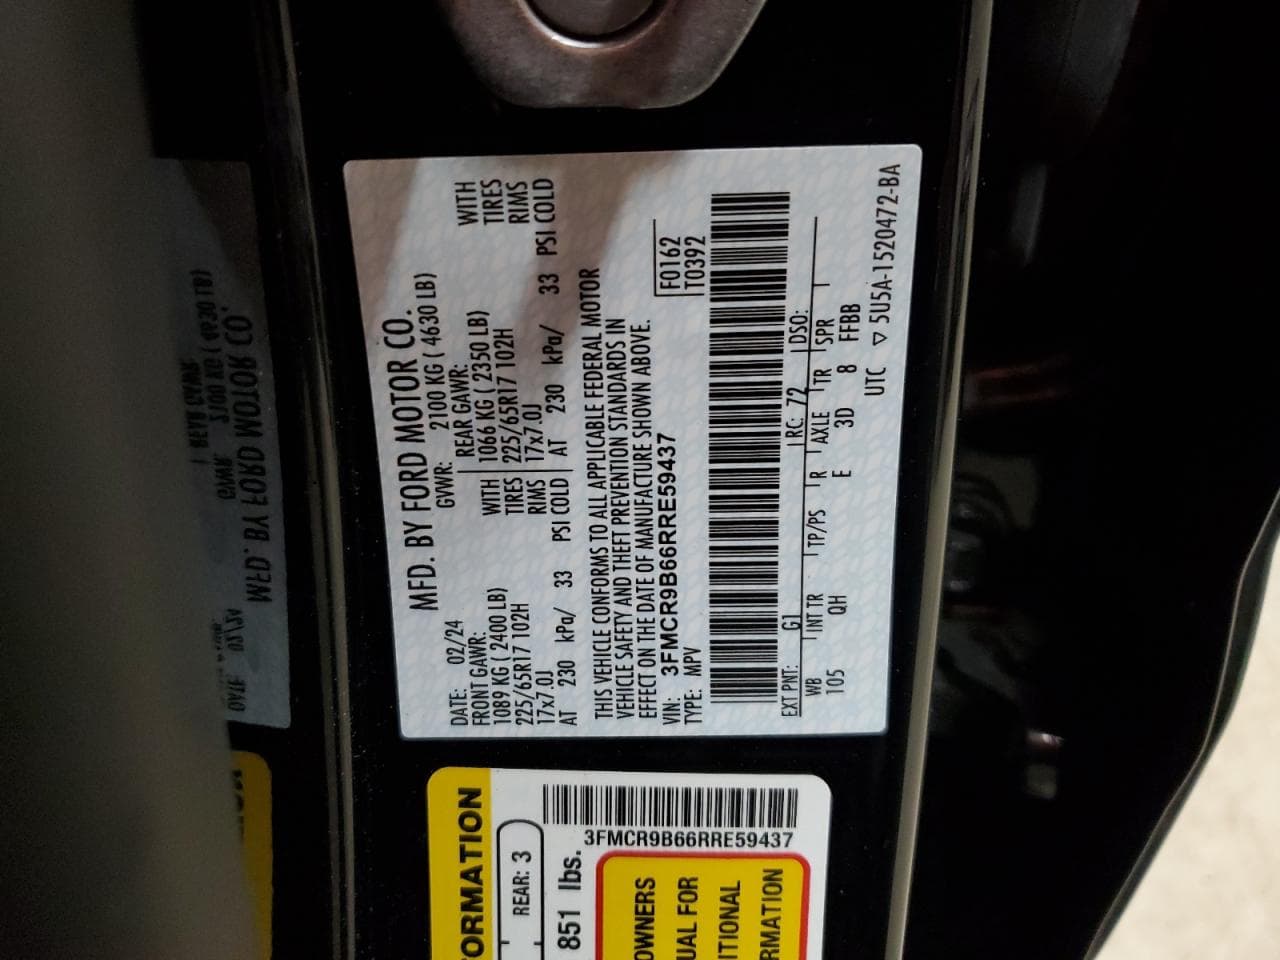 MFD. BY FORD MOTOR CO.
DATE: 02/24 GVWR: 2100 KG ( 4630 LB)
FRONT GAWR: REAR GAWR:
1089 KG ( 2400 LB) WITH 1066 KG ( 2350 LB) WITH
225/65R17 102H TIRES 225/65R17 102H TIRES
17x7.0J RIMS 17x7.0J RIMS
AT 230 kPa/ 33 PSI COLD AT 230 kPa/ 33 PSI COLD
THIS VEHICLE CONFORMS TO ALL APPLICABLE FEDERAL MOTOR
VEHICLE SAFETY AND THEFT PREVENTION STANDARDS IN
EFFECT ON THE DATE OF MANUFACTURE SHOWN ABOVE.
VIN: 3FMCR9B66RRE59437 F0162
TYPE: MPV T0392
EXT PNT: G1 RC: 72 DSO:
WB INT TR TP/PS R AXLE TR SPR
105 QH E 3D 8 FFBB
UTC ▽ 5U5A-1520472-BA
ORMATION
REAR: 3
851 lbs.
3FMCR9B66RRE59437
OWNERS
UAL FOR
ITIONAL
RMATION